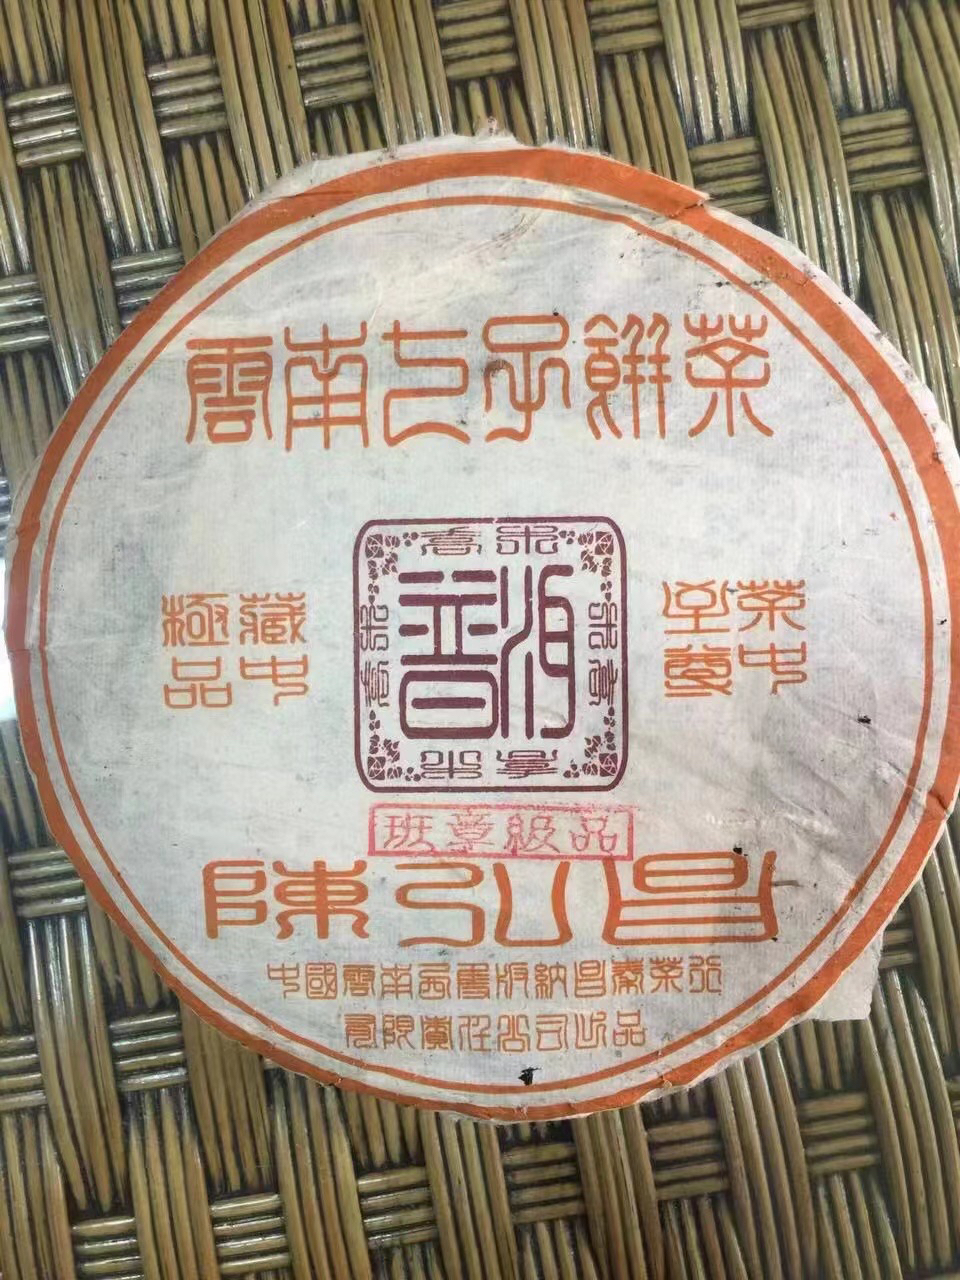 雲南七子餅茶
藏中極品
普洱
茶中至尊
班章級品
陳弘昌
中國雲南西雙版納昌泰茶行
有限責任公司出品